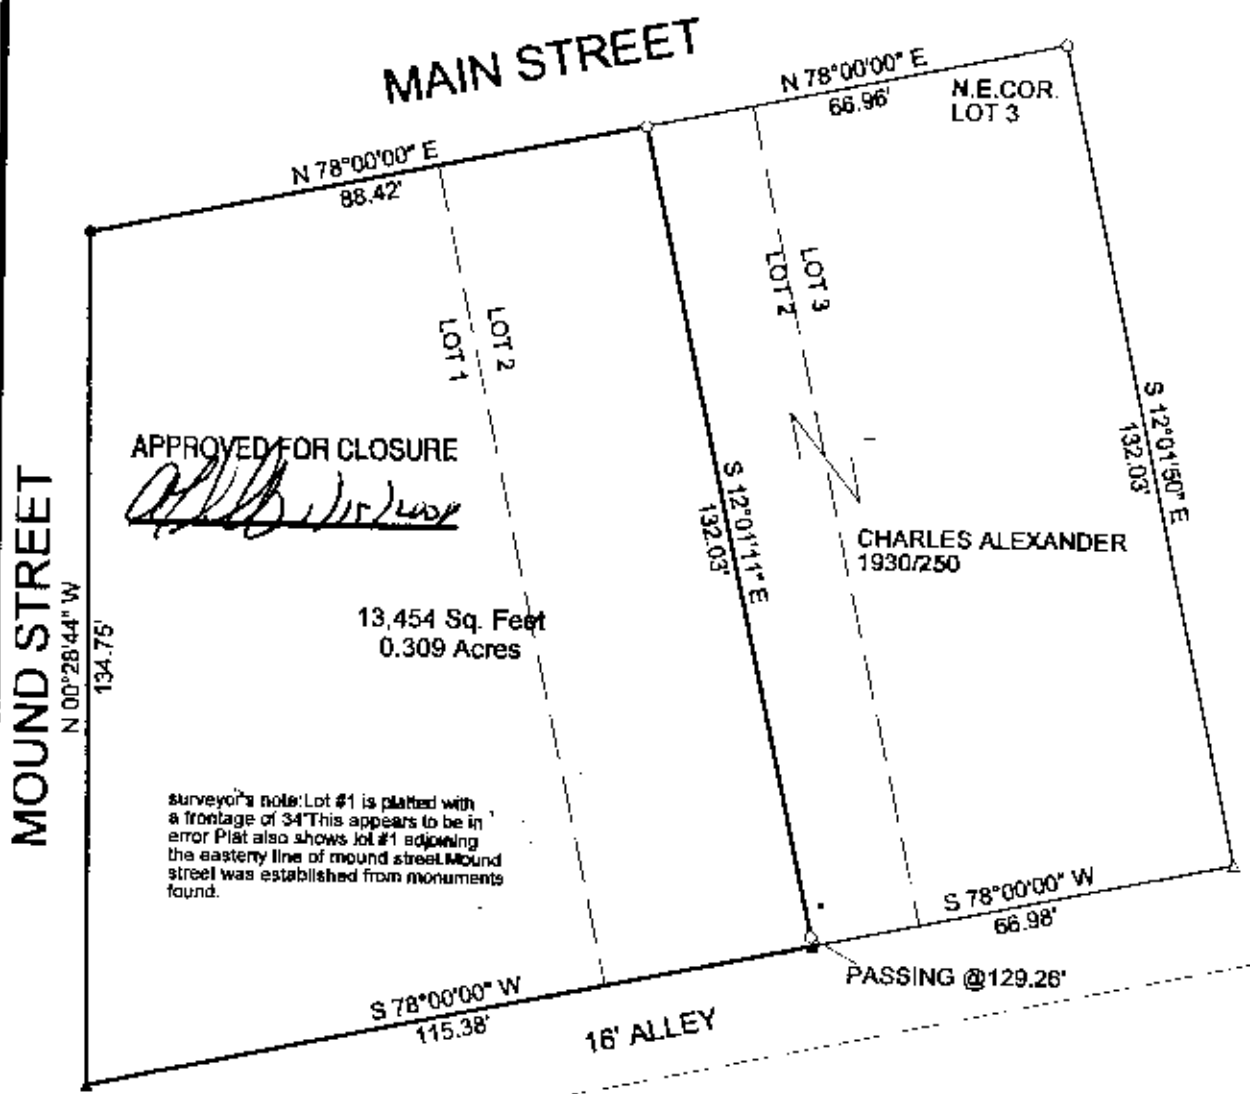 MAIN STREET
N 78°00'00" E
66.96'
N.E.COR.
LOT 3
N 78°00'00" E
88.42'
LOT 2
LOT 3
LOT 1
LOT 2
APPROVED FOR CLOSURE
S 12°01'11" E
132.03'
S 12°01'50" E
132.03'
CHARLES ALEXANDER
1930/250
MOUND STREET
N 00°28'44" W
134.75'
13,454 Sq. Feet
0.309 Acres
surveyor's note:Lot #1 is platted with
a frontage of 34'This appears to be in
error Plat also shows lot #1 adjoining
the easterly line of mound street.Mound
street was established from monuments
found.
S 78°00'00" W
66.98'
PASSING @129.26'
S 78°00'00" W
115.38'
16' ALLEY